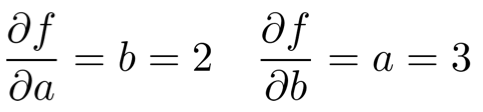 ∂f/∂a = b = 2    ∂f/∂b = a = 3